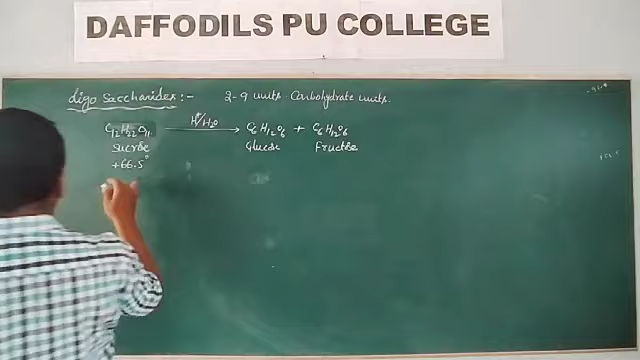 DAFFODILS PU COLLEGE
Oligo Saccharides :- 2-9 units Carbohydrate units.
C12H22O11 H⁺/H2O → C6H12O6 + C6H12O6
Sucrose Glucose Fructose
+66.5°